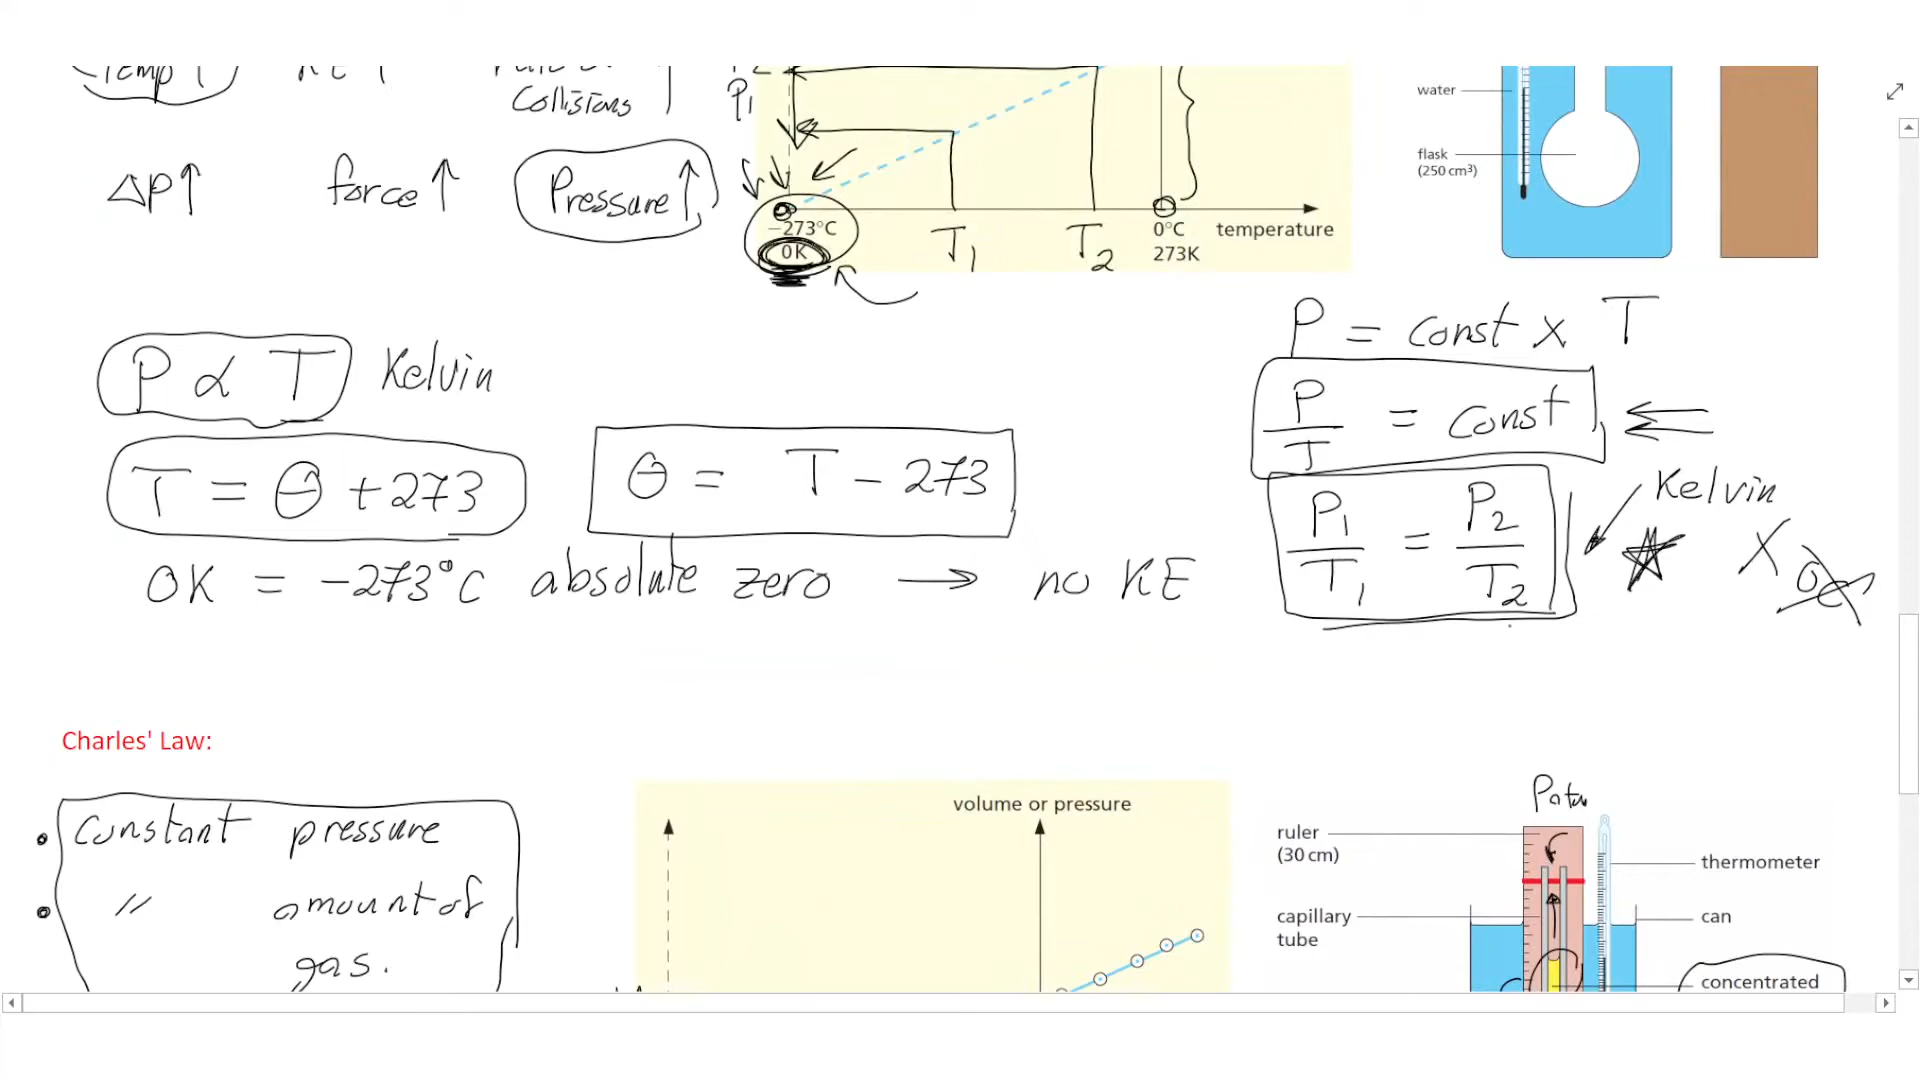 Temp ↑
Collisions
P1
ΔP↑ force↑ Pressure↑
−273°C
0K
T1 T2
0°C
273K
temperature
water
flask
(250 cm³)
P = const x T
P ∝ T Kelvin
P/T = const
T = θ + 273
θ = T − 273
P1/T1 = P2/T2
Kelvin
X °C
0K = −273°C absolute zero → no KE
Charles' Law:
• constant pressure
•〃 amount of
gas.
volume or pressure
ruler
(30 cm)
capillary
tube
thermometer
can
concentrated